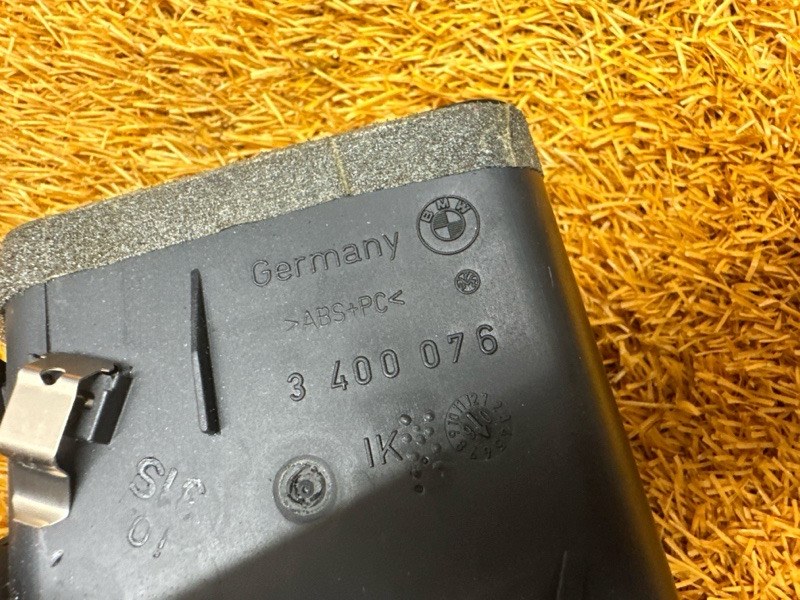 BMW
Germany
>ABS+PC<
3 400 076
IK